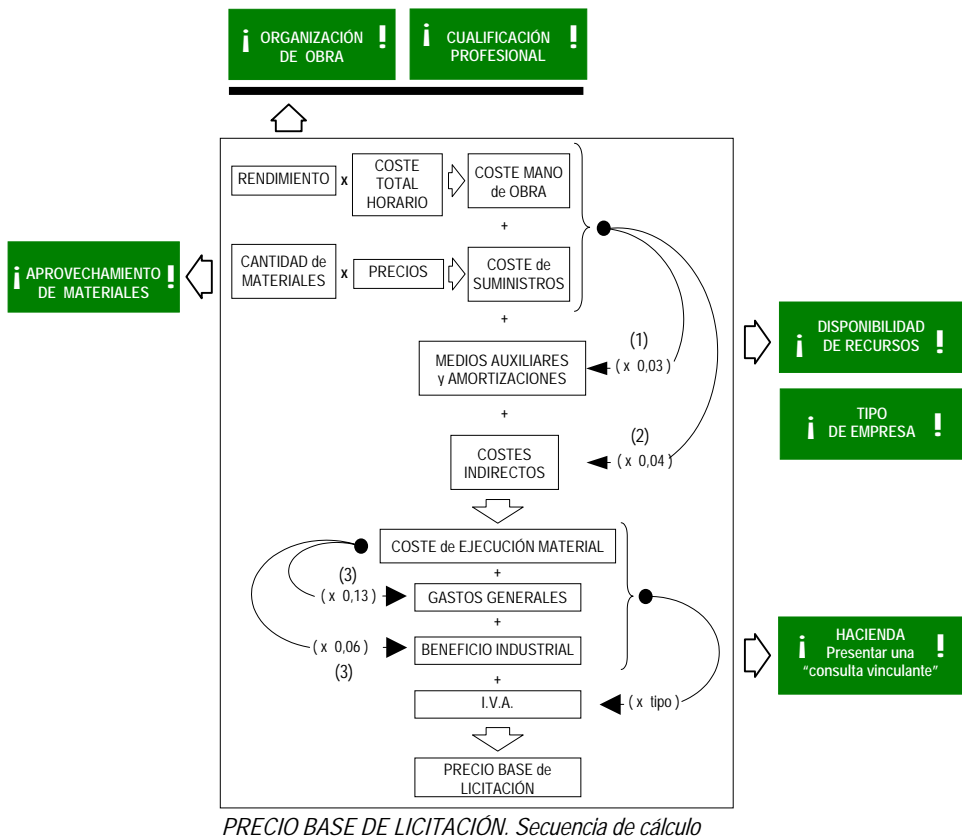 ¡ ORGANIZACIÓN !
DE OBRA
¡ CUALIFICACIÓN !
PROFESIONAL
RENDIMIENTO x COSTE TOTAL HORARIO
COSTE MANO
de OBRA
+
¡ APROVECHAMIENTO !
DE MATERIALES
CANTIDAD de
MATERIALES
x
PRECIOS
COSTE de
SUMINISTROS
+
MEDIOS AUXILIARES
y AMORTIZACIONES
(1)
( x 0,03 )
¡ DISPONIBILIDAD !
DE RECURSOS
+
¡ TIPO !
DE EMPRESA
COSTES
INDIRECTOS
(2)
( x 0,04 )
COSTE de EJECUCIÓN MATERIAL
+
(3)
( x 0,13 )
GASTOS GENERALES
+
( x 0,06 )
(3)
BENEFICIO INDUSTRIAL
¡ HACIENDA !
Presentar una
“consulta vinculante”
+
I.V.A.
( x tipo )
PRECIO BASE de
LICITACIÓN
PRECIO BASE DE LICITACIÓN. Secuencia de cálculo